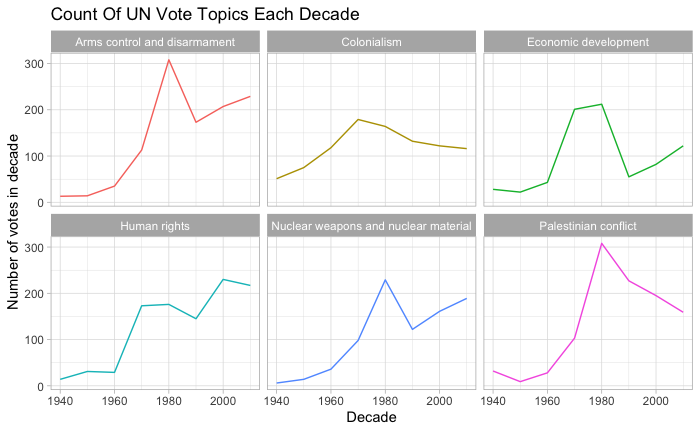 Count Of UN Vote Topics Each Decade
Arms control and disarmament
Colonialism
Economic development
300
200
100
0
Human rights
Nuclear weapons and nuclear material
Palestinian conflict
300
200
100
0
1940 1960 1980 2000
1940 1960 1980 2000
1940 1960 1980 2000
Number of votes in decade
Decade